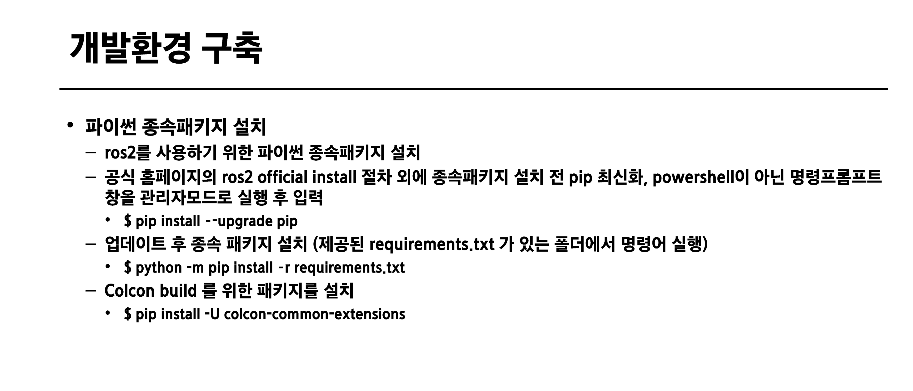 개발환경 구축
• 파이썬 종속패키지 설치
– ros2를 사용하기 위한 파이썬 종속패키지 설치
– 공식 홈페이지의 ros2 official install 절차 외에 종속패키지 설치 전 pip 최신화, powershell이 아닌 명령프롬프트
창을 관리자모드로 실행 후 입력
• $ pip install --upgrade pip
– 업데이트 후 종속 패키지 설치 (제공된 requirements.txt 가 있는 폴더에서 명령어 실행)
• $ python -m pip install -r requirements.txt
– Colcon build 를 위한 패키지를 설치
• $ pip install -U colcon-common-extensions